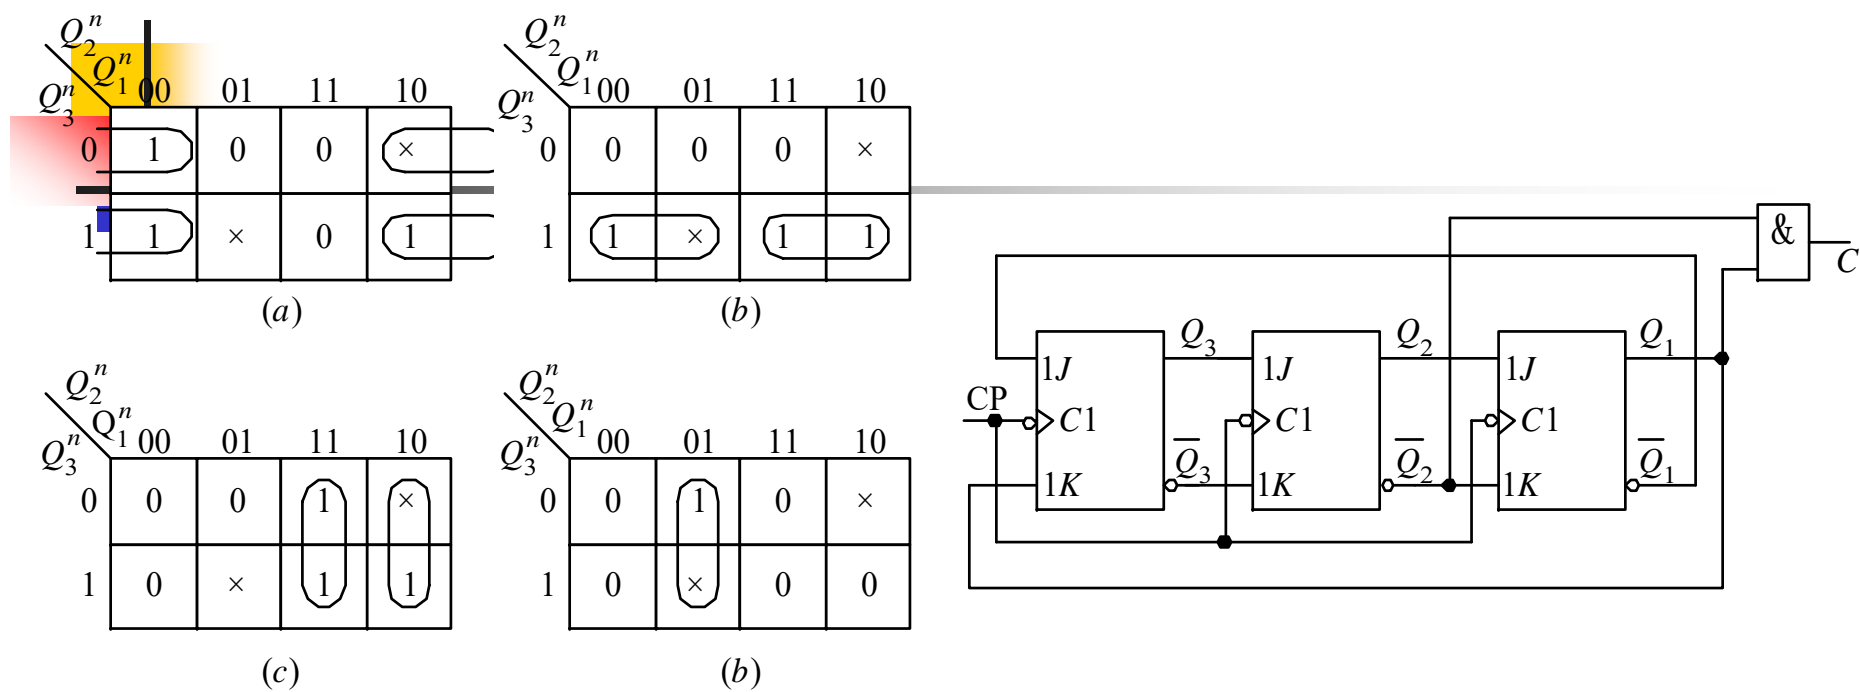 Q₂ⁿ
Q₁ⁿ 00 01 11 10
Q₃ⁿ
0 1 0 0 ×
1 1 × 0 1
(a)
Q₂ⁿ
Q₁ⁿ 00 01 11 10
Q₃ⁿ
0 0 0 0 ×
1 1 × 1 1
(b)
Q₂ⁿ
Q₁ⁿ 00 01 11 10
Q₃ⁿ
0 0 0 1 ×
1 0 × 1 1
(c)
Q₂ⁿ
Q₁ⁿ 00 01 11 10
Q₃ⁿ
0 0 1 0 ×
1 0 × 0 0
(b)
&
C
Q₃ Q₂ Q₁
1J 1J 1J
CP C1 C1 C1
Q̅₃ Q̅₂ Q̅₁
1K 1K 1K